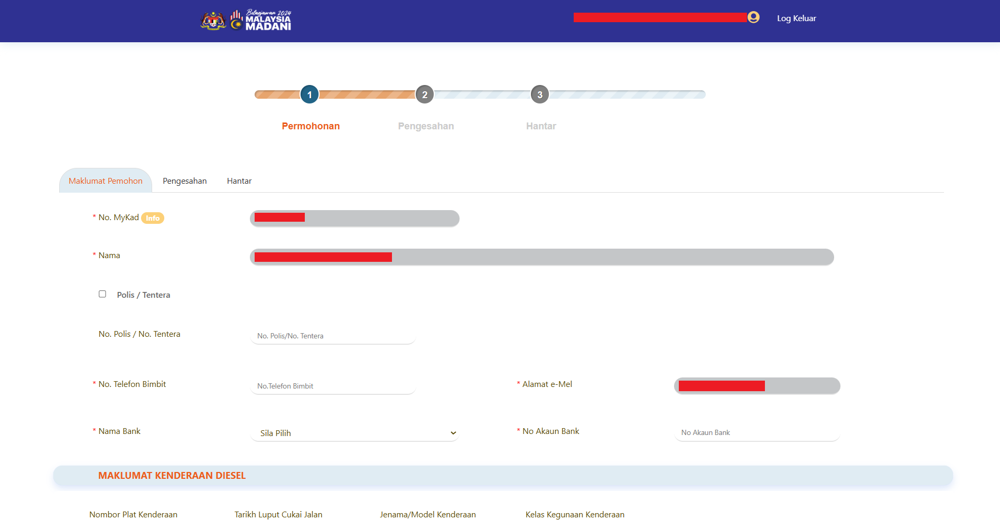 Belanjawan 2024
MALAYSIA
MADANI
Log Keluar
1
2
3
Permohonan
Pengesahan
Hantar
Maklumat Pemohon
Pengesahan
Hantar
* No. MyKad Info
* Nama
Polis / Tentera
No. Polis / No. Tentera
No. Polis/No. Tentera
* No. Telefon Bimbit
No.Telefon Bimbit
* Alamat e-Mel
* Nama Bank
Sila Pilih
* No Akaun Bank
No Akaun Bank
MAKLUMAT KENDERAAN DIESEL
Nombor Plat Kenderaan
Tarikh Luput Cukai Jalan
Jenama/Model Kenderaan
Kelas Kegunaan Kenderaan